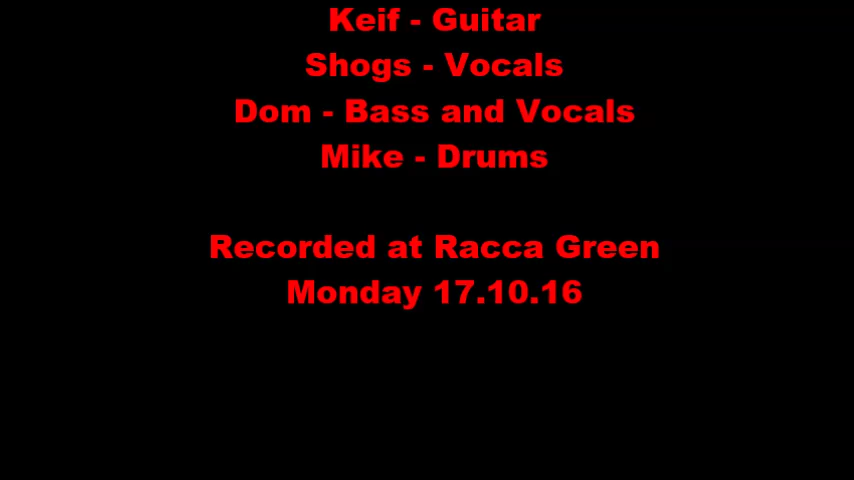 Keif - Guitar
Shogs - Vocals
Dom - Bass and Vocals
Mike - Drums
Recorded at Racca Green
Monday 17.10.16